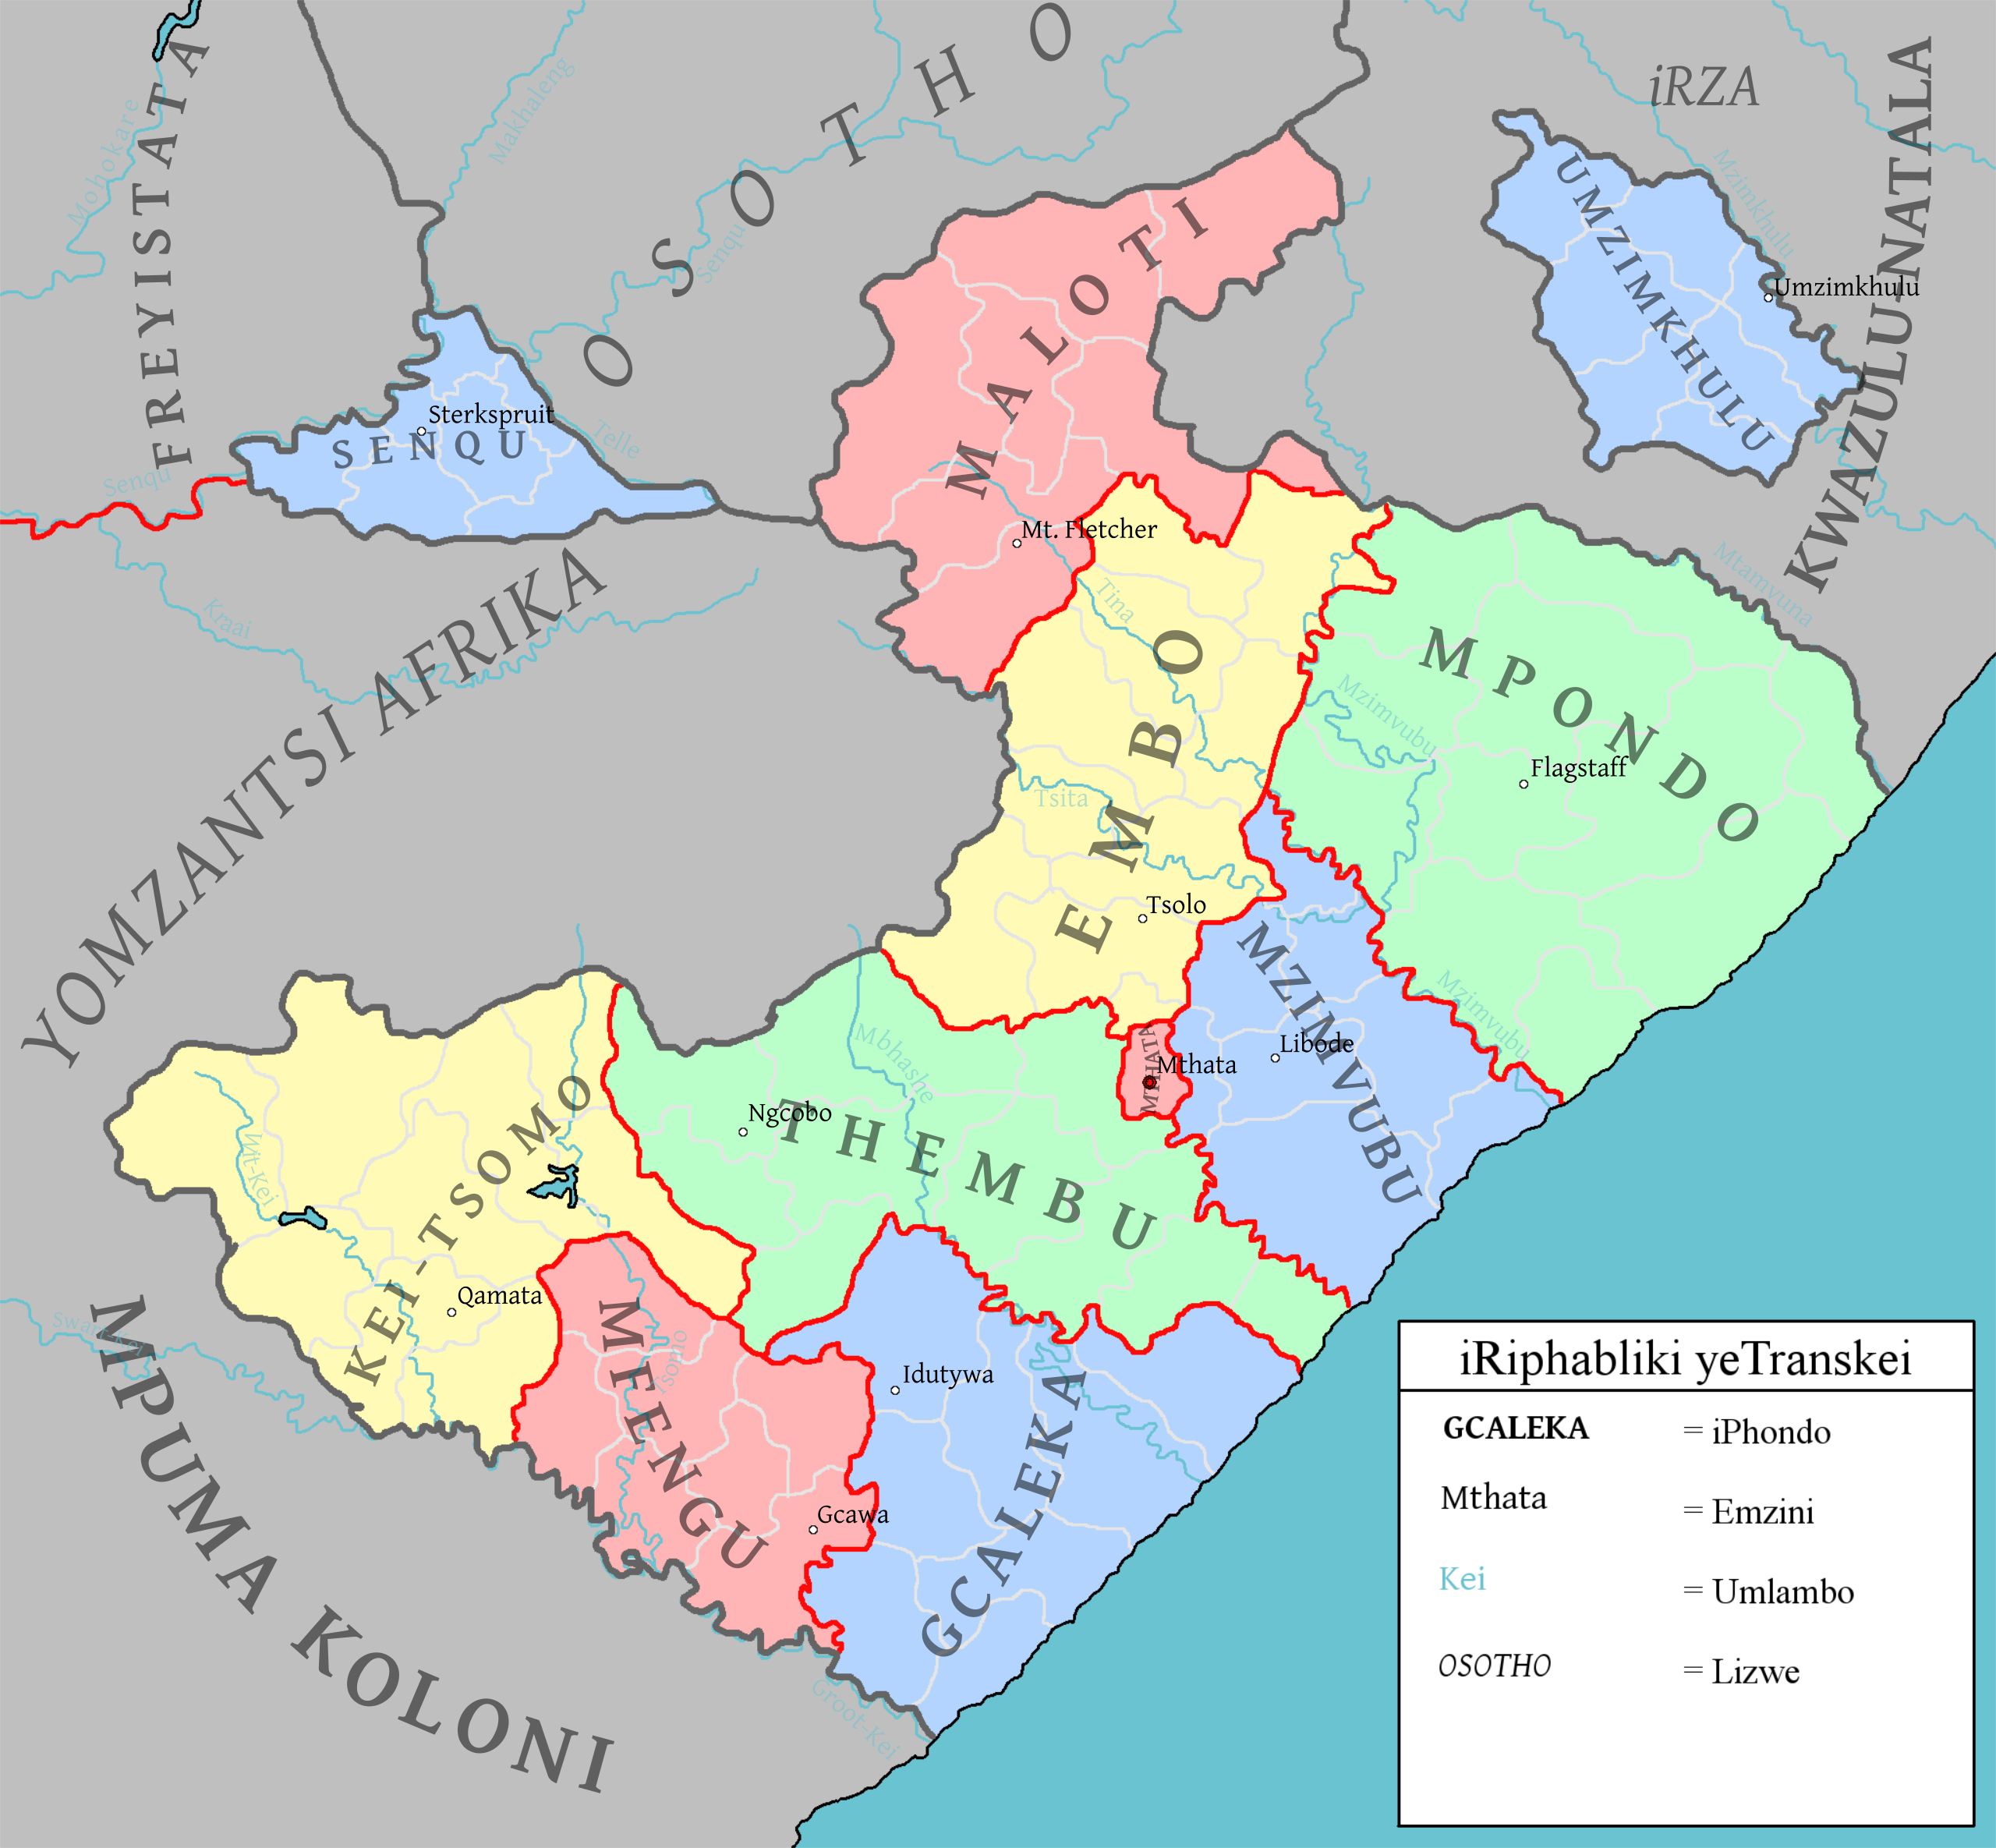 FREYISTATA
Mohokare
Makhaleng
OSOTHO
Senqu
iRZA
KWAZULU-NATALA
Mzimkhulu
UMZIMKHULU
Umzimkhulu
MALOTI
Sterkspruit
SENQU
Telle
Senqu
Mt. Fletcher
Kraai
YOMZANTSI AFRIKA
Tina
EMBO
Tsita
Tsolo
Mtamvuna
MPONDO
Mzimvubu
Flagstaff
MZIMVUBU
Mzimvubu
Libode
MTHATA
Mthata
Mbhashe
Ngcobo
THEMBU
Wit-Kei
KEI-TSOMO
Qamata
MFENGU
Tsomo
Gcawa
Idutywa
GCALEKA
Groot-Kei
MPUMA KOLONI
iRiphabliki yeTranskei
GCALEKA = iPhondo
Mthata = Emzini
Kei = Umlambo
OSOTHO = Lizwe